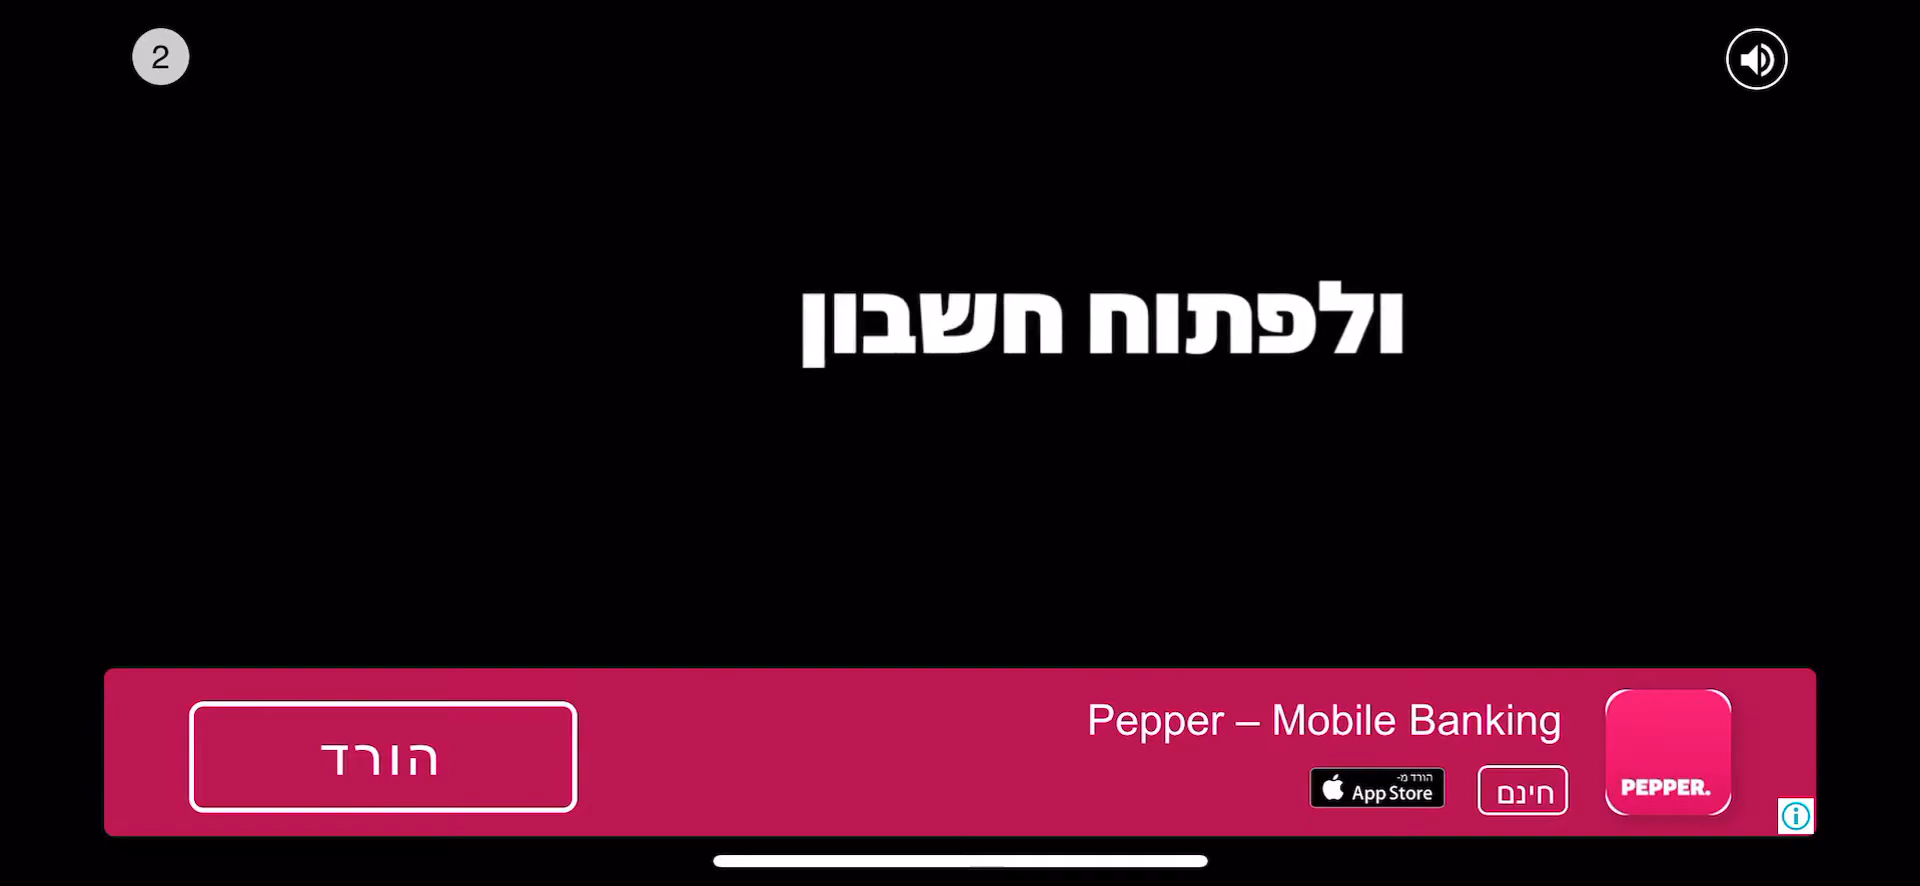 2
ולפתוח חשבון
Pepper – Mobile Banking
חינם
הורד מ-
App Store
PEPPER.
הורד